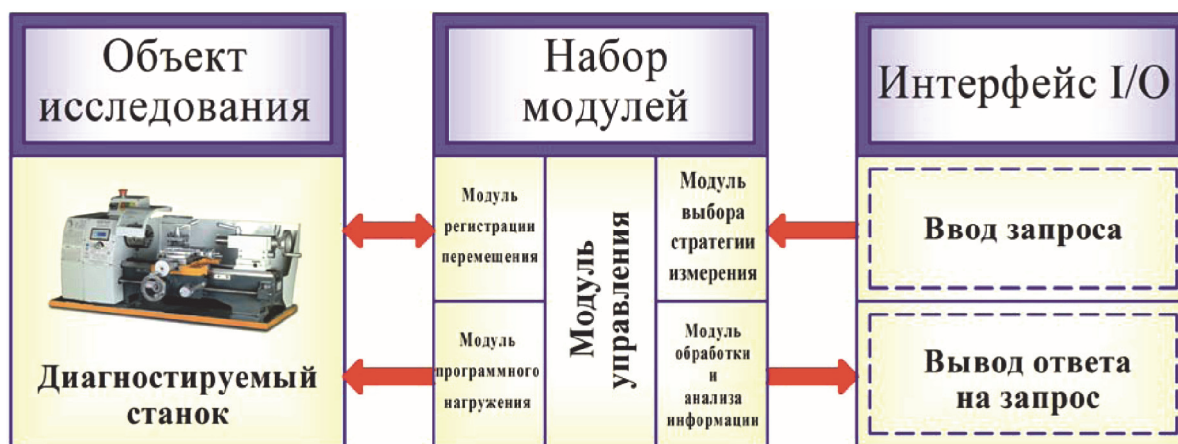 Объект
исследования
Диагностируемый
станок
Набор
модулей
Модуль
регистрации
перемещения
Модуль
программного
нагружения
Модуль
управления
Модуль
выбора
стратегии
измерения
Модуль
обработки
и
анализа
информации
Интерфейс I/O
Ввод запроса
Вывод ответа
на запрос